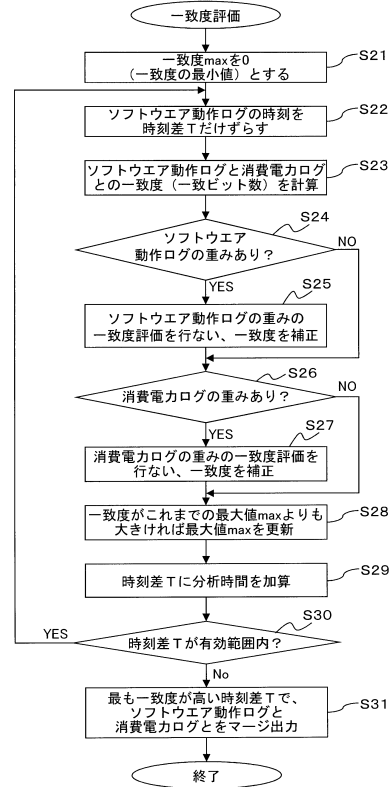 一致度評価
一致度maxを0
（一致度の最小値）とする
S21
ソフトウエア動作ログの時刻を
時刻差Tだけずらす
S22
ソフトウエア動作ログと消費電力ログ
との一致度（一致ビット数）を計算
S23
ソフトウエア
動作ログの重みあり？
S24
NO
YES
ソフトウエア動作ログの重みの
一致度評価を行ない、一致度を補正
S25
消費電力ログの重みあり？
S26
NO
YES
消費電力ログの重みの一致度評価を
行ない、一致度を補正
S27
一致度がこれまでの最大値maxよりも
大きければ最大値maxを更新
S28
時刻差Tに分析時間を加算
S29
時刻差Tが有効範囲内？
S30
YES
No
最も一致度が高い時刻差Tで、
ソフトウエア動作ログと
消費電力ログとをマージ出力
S31
終了